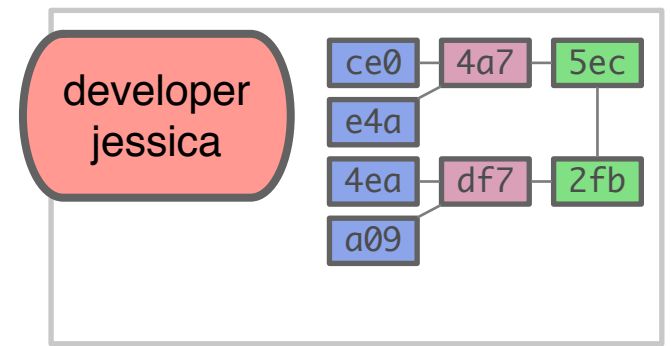 developer
jessica
ce0 4a7 5ec
e4a
4ea df7 2fb
a09